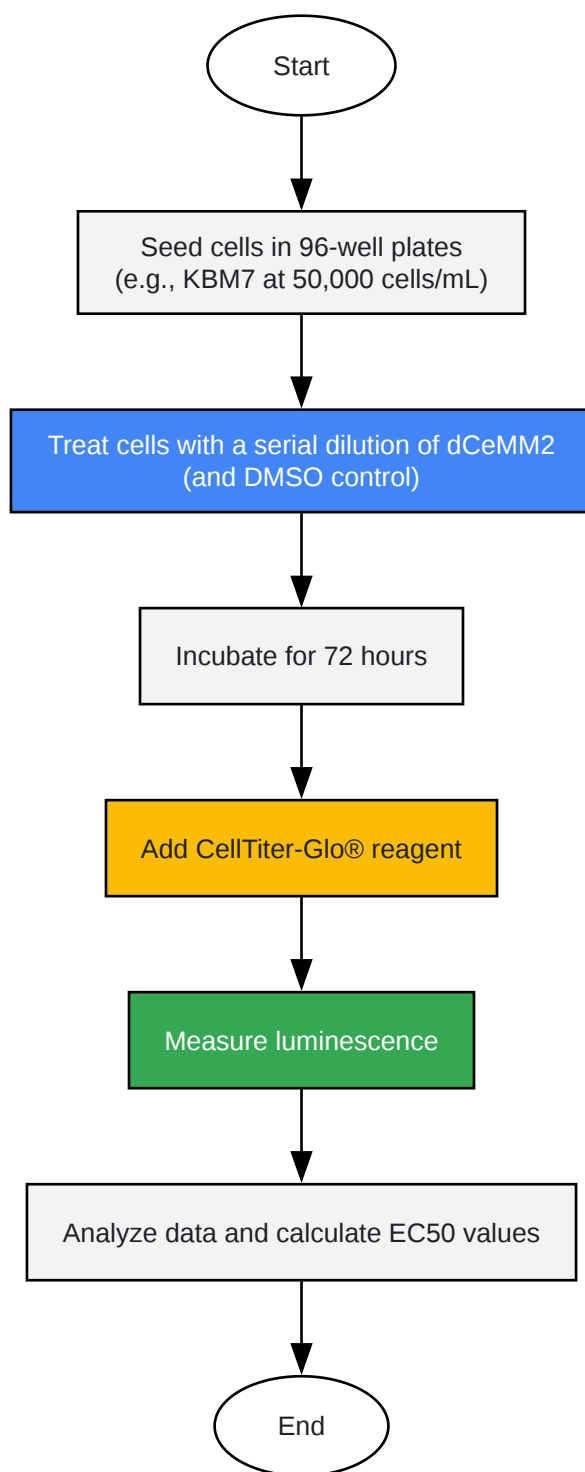 Start
Seed cells in 96-well plates
(e.g., KBM7 at 50,000 cells/mL)
Treat cells with a serial dilution of dCeMM2
(and DMSO control)
Incubate for 72 hours
Add CellTiter-Glo® reagent
Measure luminescence
Analyze data and calculate EC50 values
End